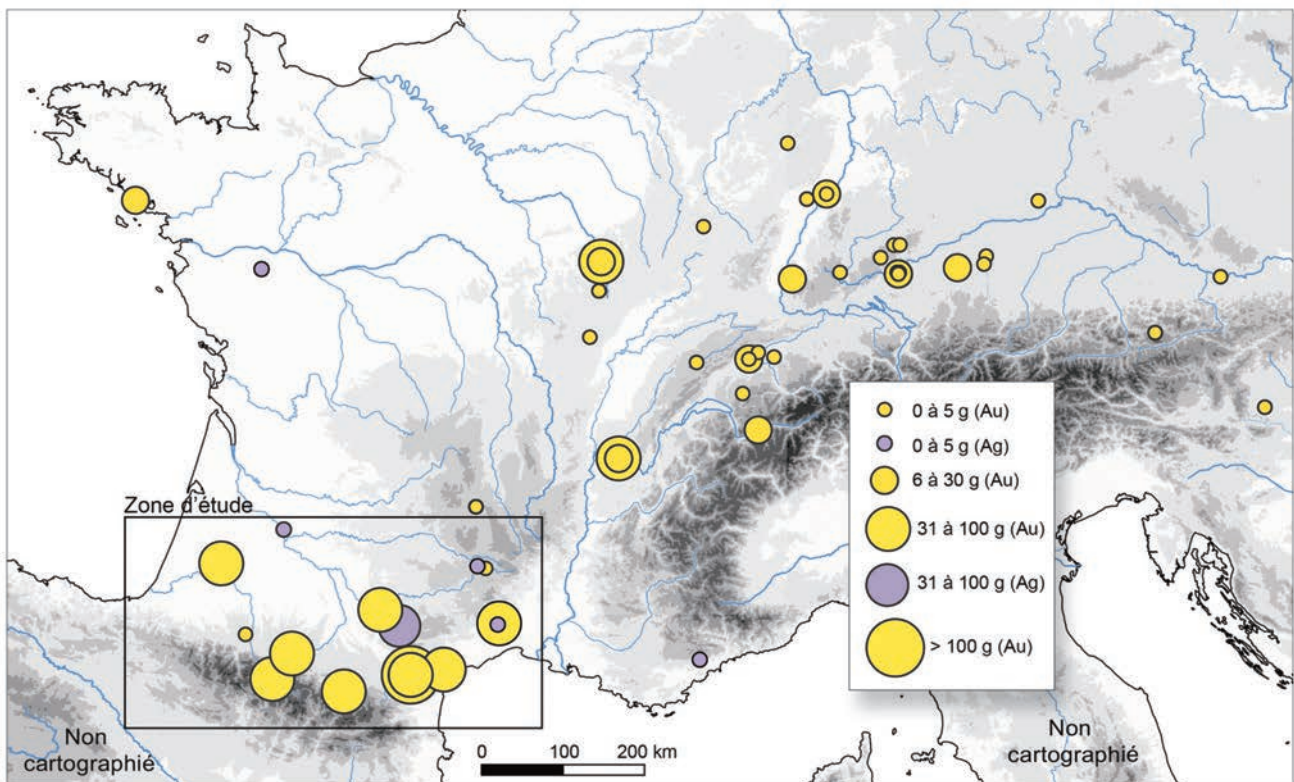 Zone d'étude
0 à 5 g (Au)
0 à 5 g (Ag)
6 à 30 g (Au)
31 à 100 g (Au)
31 à 100 g (Ag)
> 100 g (Au)
Non
cartographié
Non
cartographié
0 100 200 km